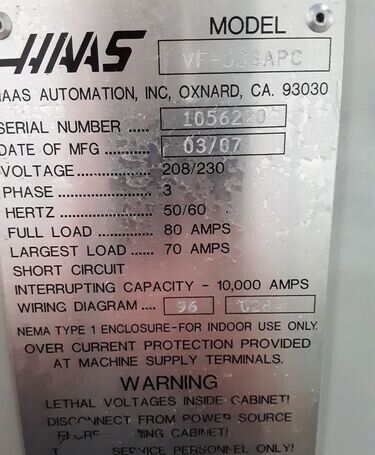 HAAS
MODEL
HAAS AUTOMATION, INC, OXNARD, CA. 93030
SERIAL NUMBER 1056220
DATE OF MFG 03/07
VOLTAGE 208/230
PHASE 3
HERTZ 50/60
FULL LOAD 80 AMPS
LARGEST LOAD 70 AMPS
SHORT CIRCUIT
INTERRUPTING CAPACITY - 10,000 AMPS
WIRING DIAGRAM 96
NEMA TYPE 1 ENCLOSURE-FOR INDOOR USE ONLY.
OVER CURRENT PROTECTION PROVIDED
AT MACHINE SUPPLY TERMINALS.
WARNING
LETHAL VOLTAGES INSIDE CABINET!
DISCONNECT FROM POWER SOURCE
CABINET!
SERVICE PERSONNEL ONLY!